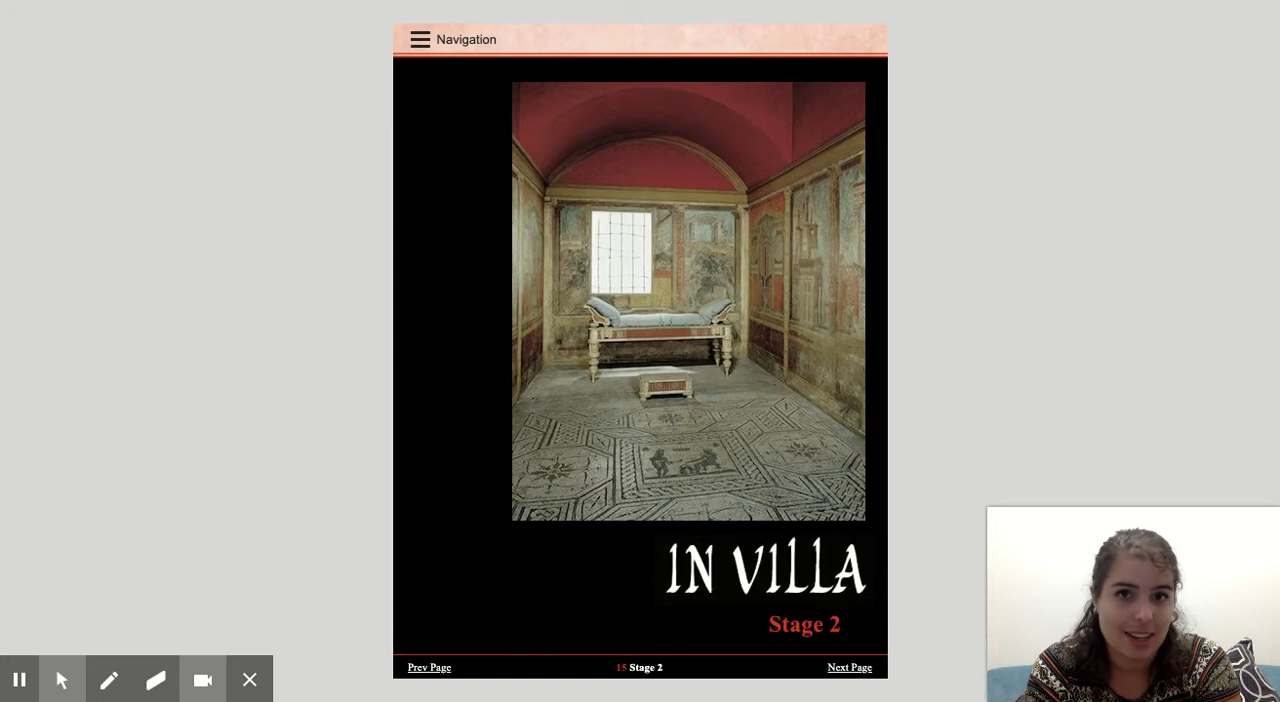 Navigation
IN VILLA
Stage 2
Prev Page
15 Stage 2
Next Page